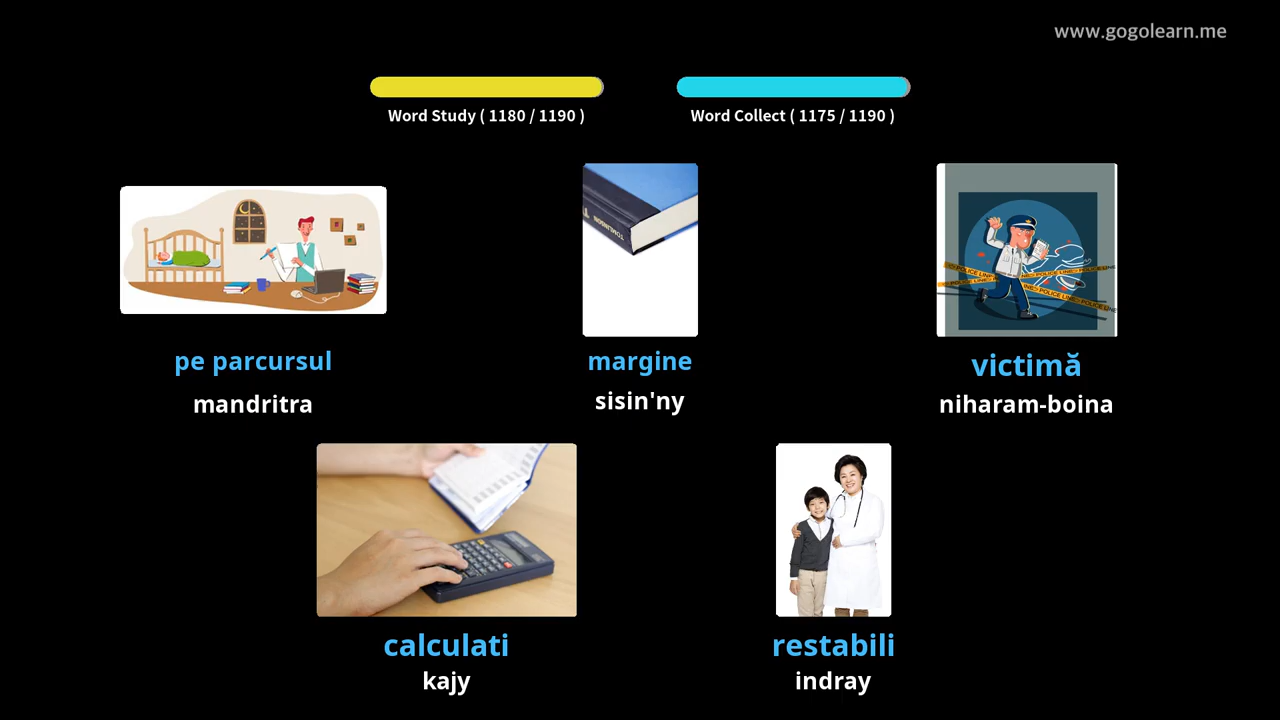 www.gogolearn.me
Word Study ( 1180 / 1190 )
Word Collect ( 1175 / 1190 )
pe parcursul
mandritra
margine
sisin'ny
victimă
niharam-boina
calculati
kajy
restabili
indray